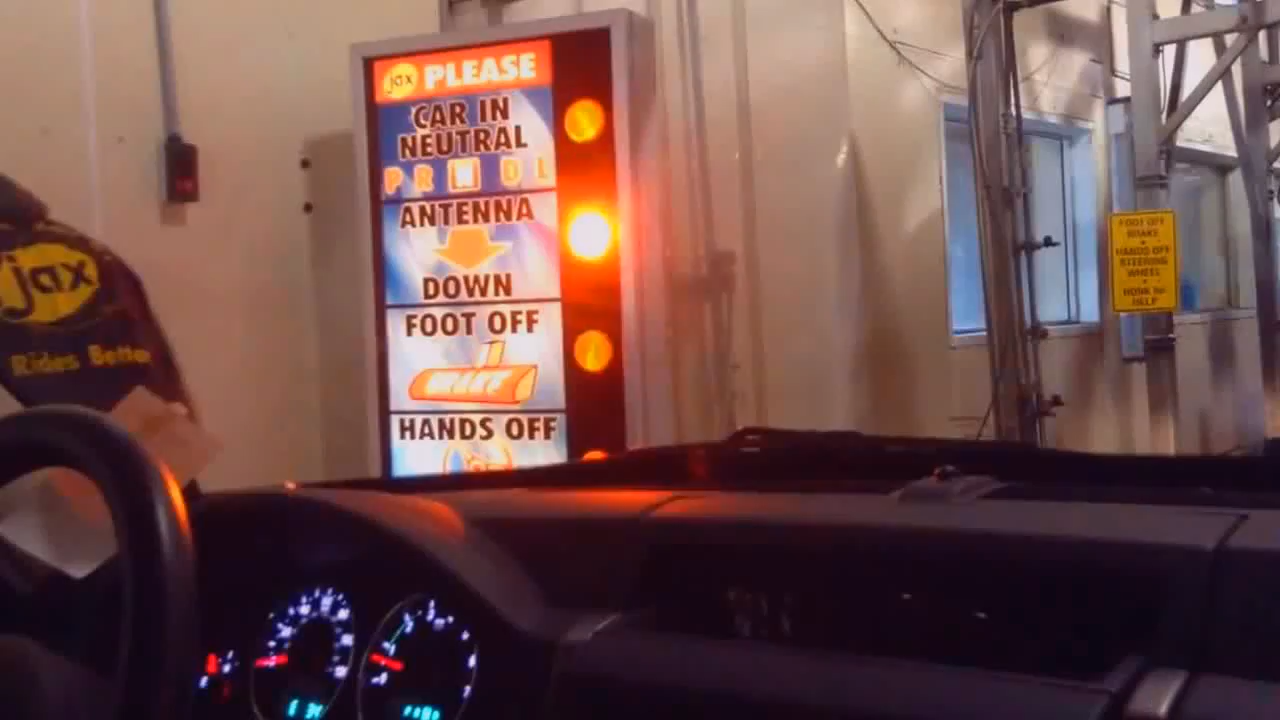 jax PLEASE
CAR IN
NEUTRAL
P R N D L
ANTENNA
DOWN
FOOT OFF
BRAKE
HANDS OFF
jax
Rides Better
FOOT OFF
BRAKE
HANDS OFF
STEERING
WHEEL
HONK for
HELP